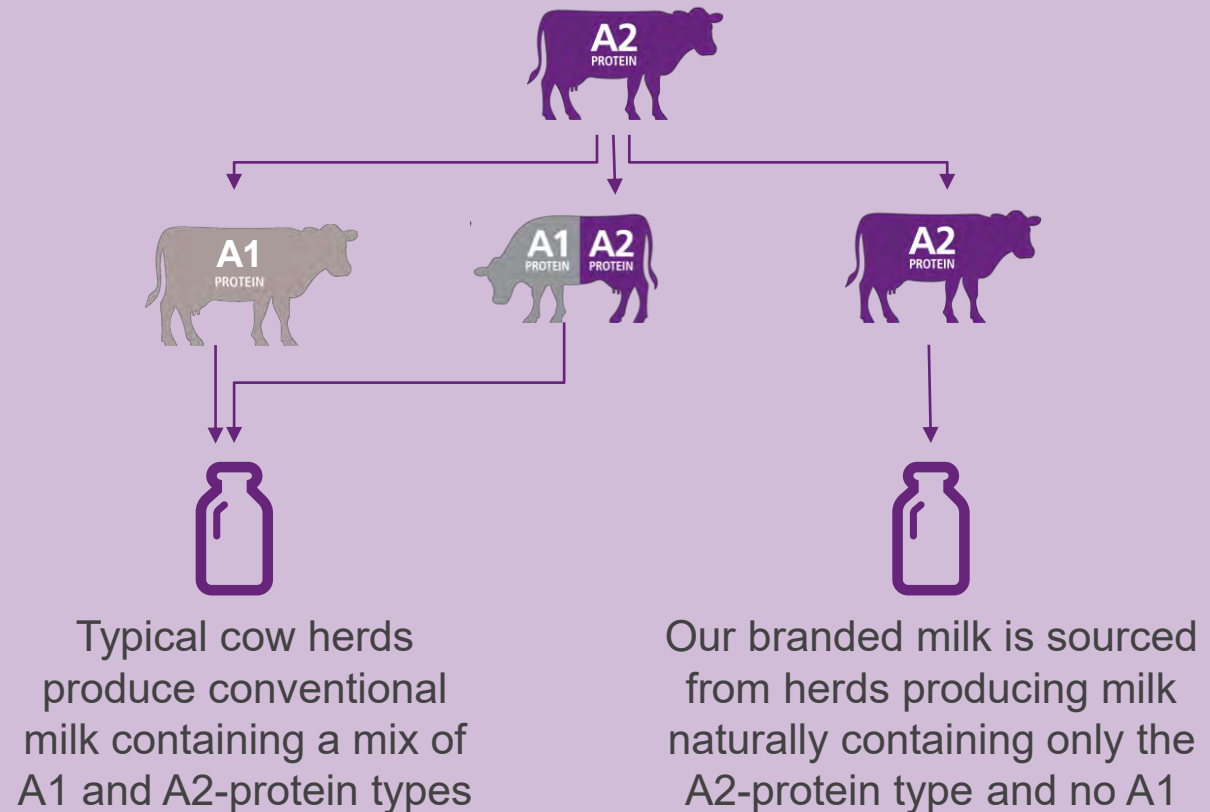 A2
PROTEIN
A1
PROTEIN
A1 A2
PROTEIN PROTEIN
A2
PROTEIN
Typical cow herds
produce conventional
milk containing a mix of
A1 and A2-protein types
Our branded milk is sourced
from herds producing milk
naturally containing only the
A2-protein type and no A1